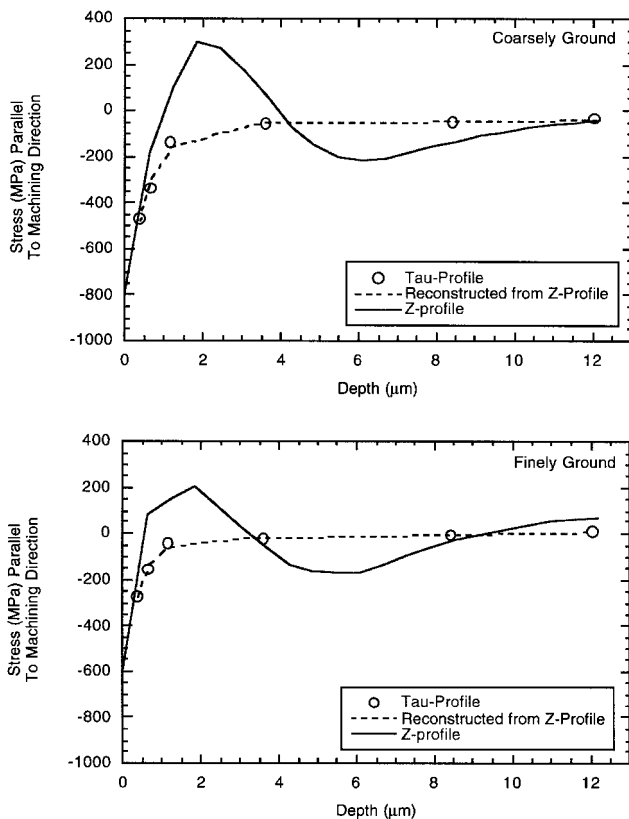 400
200
0
-200
-400
-600
-800
-1000
Stress (MPa) Parallel
To Machining Direction
Coarsely Ground
Tau-Profile
Reconstructed from Z-Profile
Z-profile
0 2 4 6 8 10 12
Depth (μm)
400
200
0
-200
-400
-600
-800
-1000
Stress (MPa) Parallel
To Machining Direction
Finely Ground
Tau-Profile
Reconstructed from Z-Profile
Z-profile
0 2 4 6 8 10 12
Depth (μm)